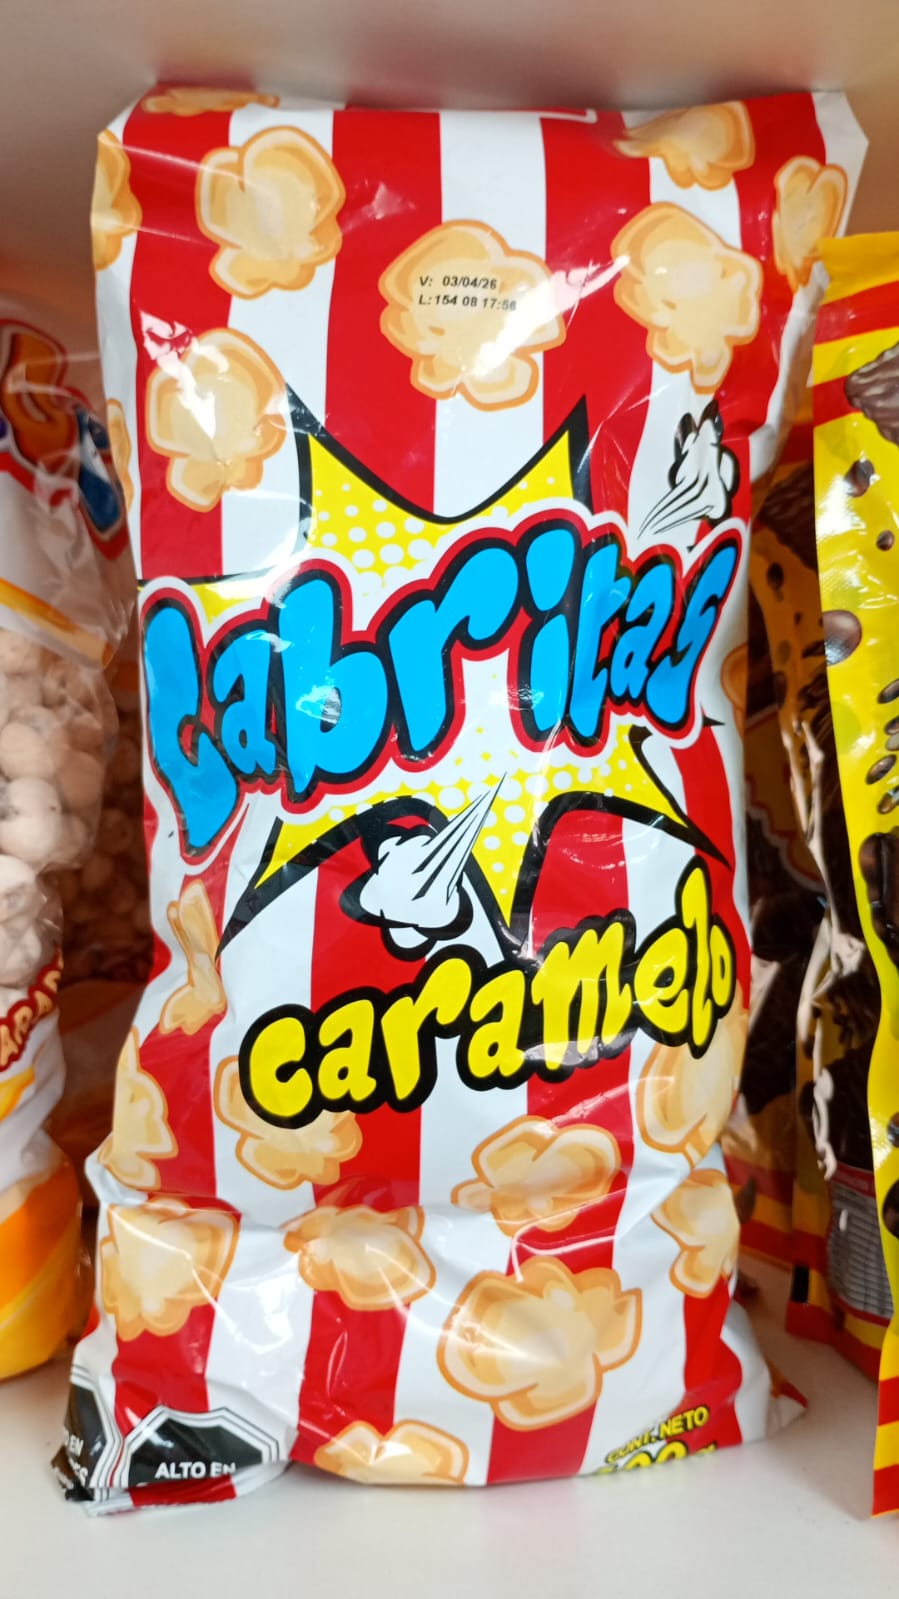 V: 03/04/26
L: 154 08 17:56
Cabritas
caramelo
CONT. NETO
ALTO EN